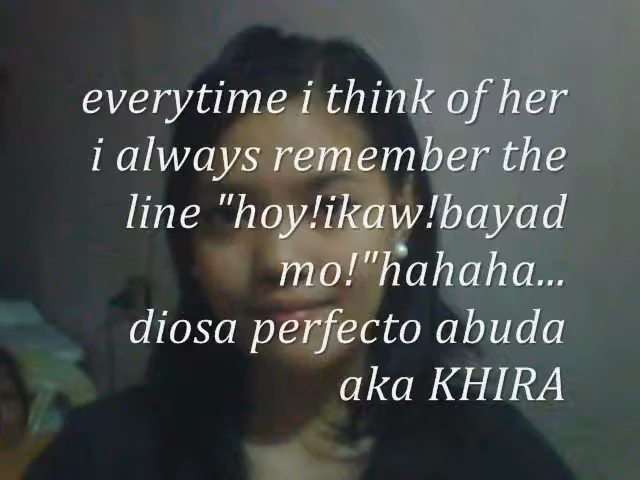 everytime i think of her
i always remember the
line "hoy!ikaw!bayad
mo!"hahaha...
diosa perfecto abuda
aka KHIRA